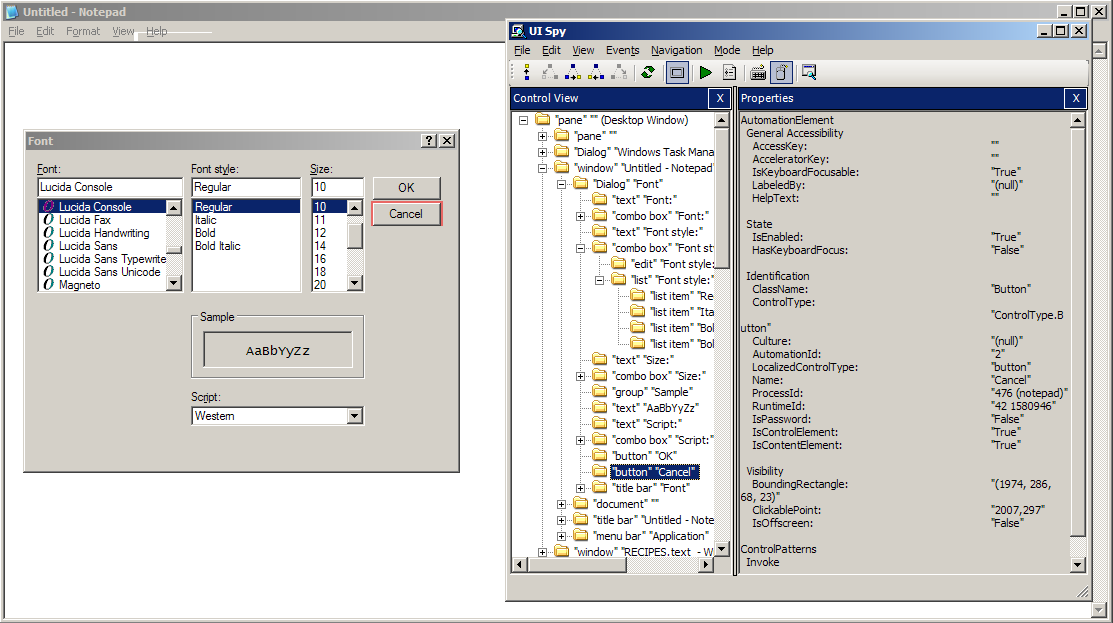 Untitled - Notepad
File Edit Format View Help
Font
Font:
Lucida Console
Lucida Console
Lucida Fax
Lucida Handwriting
Lucida Sans
Lucida Sans Typewrite
Lucida Sans Unicode
Magneto
Font style:
Regular
Regular
Italic
Bold
Bold Italic
Size:
10
10
11
12
14
16
18
20
OK
Cancel
Sample
AaBbYyZz
Script:
Western
UI Spy
File Edit View Events Navigation Mode Help
Control View X
"pane" "" (Desktop Window)
"pane" ""
"Dialog" "Windows Task Mana
"window" "Untitled - Notepad"
"Dialog" "Font"
"text" "Font:"
"combo box" "Font:"
"text" "Font style:"
"combo box" "Font st
"edit" "Font style:
"list" "Font style:"
"list item" "Re
"list item" "Ita
"list item" "Bol
"list item" "Bol
"text" "Size:"
"combo box" "Size:"
"group" "Sample"
"text" "AaBbYyZz"
"text" "Script:"
"combo box" "Script:"
"button" "OK"
"button" "Cancel"
"title bar" "Font"
"document" ""
"title bar" "Untitled - Note
"menu bar" "Application"
"window" "RECIPES.text - W
Properties X
AutomationElement
General Accessibility
AccessKey: ""
AcceleratorKey: ""
IsKeyboardFocusable: "True"
LabeledBy: "(null)"
HelpText: ""
State
IsEnabled: "True"
HasKeyboardFocus: "False"
Identification
ClassName: "Button"
ControlType:
"ControlType.B
utton"
Culture: "(null)"
AutomationId: "2"
LocalizedControlType: "button"
Name: "Cancel"
ProcessId: "476 (notepad)"
RuntimeId: "42 1580946"
IsPassword: "False"
IsControlElement: "True"
IsContentElement: "True"
Visibility
BoundingRectangle: "(1974, 286,
68, 23)"
ClickablePoint: "2007,297"
IsOffscreen: "False"
ControlPatterns
Invoke